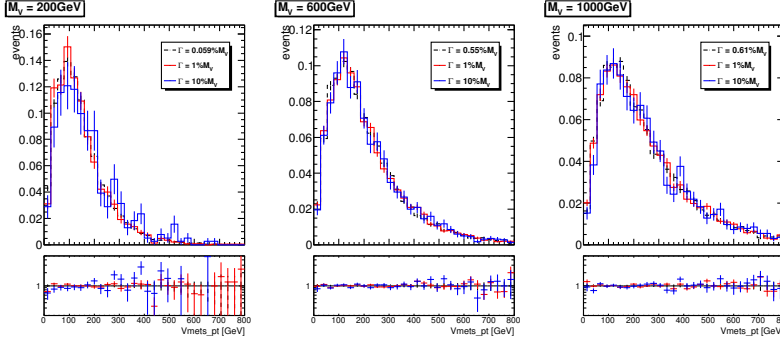 M_V = 200GeV
events
0.16
0.14
0.12
0.1
0.08
0.06
0.04
0.02
0
Γ = 0.059%M_V
Γ = 1%M_V
Γ = 10%M_V
1
0 100 200 300 400 500 600 700 800
Vmets_pt [GeV]
M_V = 600GeV
events
0.12
0.1
0.08
0.06
0.04
0.02
0
Γ = 0.55%M_V
Γ = 1%M_V
Γ = 10%M_V
1
0 100 200 300 400 500 600 700 800
Vmets_pt [GeV]
M_V = 1000GeV
events
0.1
0.08
0.06
0.04
0.02
0
Γ = 0.61%M_V
Γ = 1%M_V
Γ = 10%M_V
1
0 100 200 300 400 500 600 700 800
Vmets_pt [GeV]